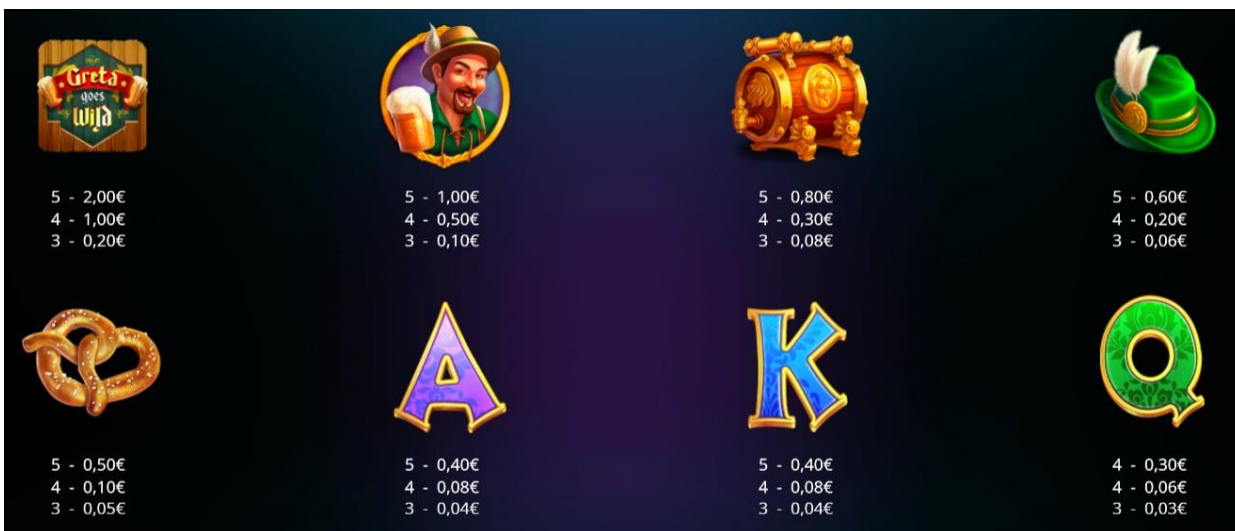 Greta
goes
Wild
5 - 2,00€
4 - 1,00€
3 - 0,20€
5 - 1,00€
4 - 0,50€
3 - 0,10€
5 - 0,80€
4 - 0,30€
3 - 0,08€
5 - 0,60€
4 - 0,20€
3 - 0,06€
5 - 0,50€
4 - 0,10€
3 - 0,05€
A
5 - 0,40€
4 - 0,08€
3 - 0,04€
K
5 - 0,40€
4 - 0,08€
3 - 0,04€
Q
4 - 0,30€
4 - 0,06€
3 - 0,03€